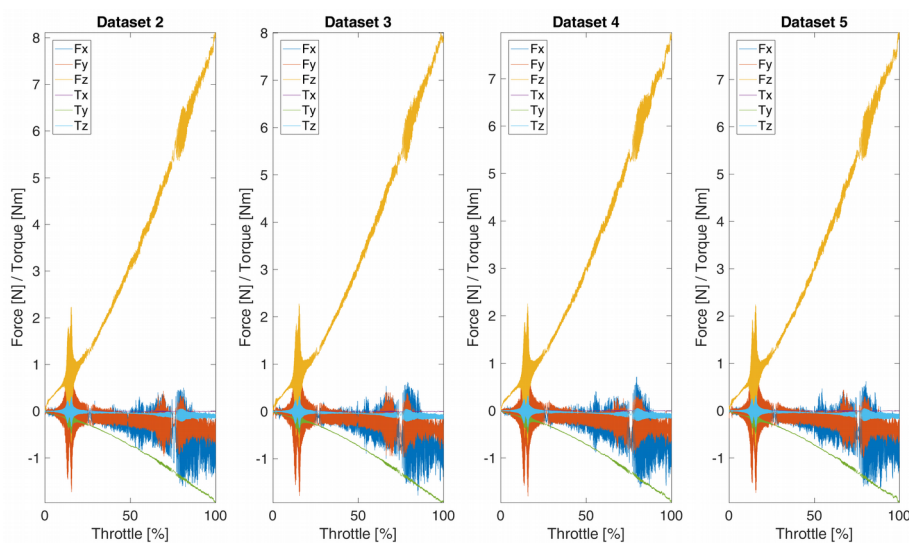 Dataset 2
Fx
Fy
Fz
Tx
Ty
Tz
8
7
6
5
4
3
2
1
0
-1
0
50
100
Force [N] / Torque [Nm]
Throttle [%]
Dataset 3
Fx
Fy
Fz
Tx
Ty
Tz
8
7
6
5
4
3
2
1
0
-1
0
50
100
Force [N] / Torque [Nm]
Throttle [%]
Dataset 4
Fx
Fy
Fz
Tx
Ty
Tz
7
6
5
4
3
2
1
0
-1
0
50
100
Force [N] / Torque [Nm]
Throttle [%]
Dataset 5
Fx
Fy
Fz
Tx
Ty
Tz
7
6
5
4
3
2
1
0
-1
0
50
100
Force [N] / Torque [Nm]
Throttle [%]